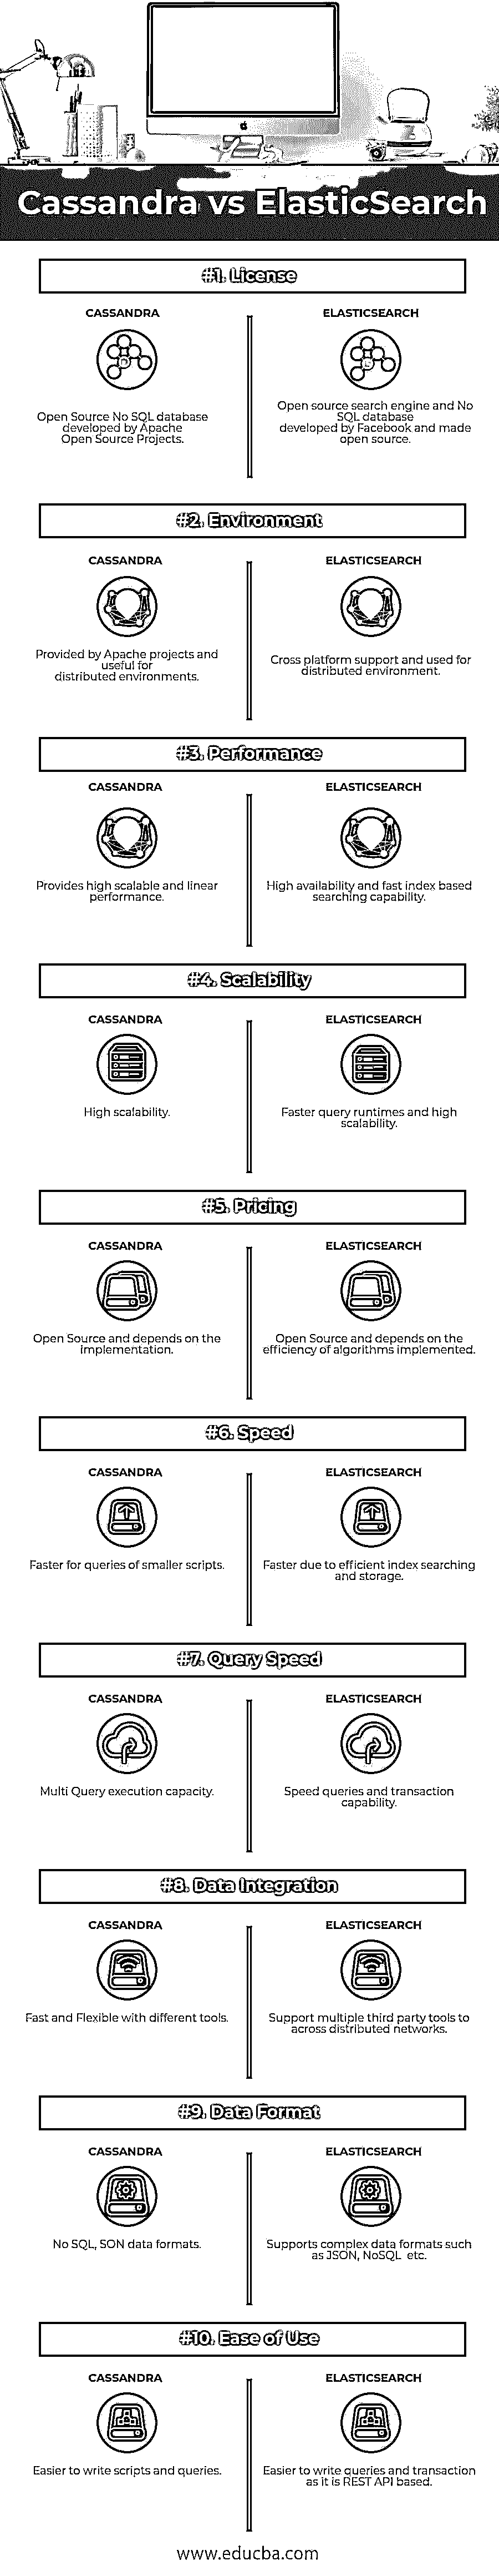 Cassandra vs ElasticSearch
#1. License
CASSANDRA
Open Source No SQL database
developed by Apache
Open Source Projects.
ELASTICSEARCH
Open source search engine and No
SQL database
developed by Facebook and made
open source.
#2. Environment
CASSANDRA
Provided by Apache projects and
useful for
distributed environments.
ELASTICSEARCH
Cross platform support and used for
distributed environment.
#3. Performance
CASSANDRA
Provides high scalable and linear
performance.
ELASTICSEARCH
High availability and fast index based
searching capability.
#4. Scalability
CASSANDRA
High scalability.
ELASTICSEARCH
Faster query runtimes and high
scalability.
#5. Pricing
CASSANDRA
Open Source and depends on the
implementation.
ELASTICSEARCH
Open Source and depends on the
efficiency of algorithms implemented.
#6. Speed
CASSANDRA
Faster for queries of smaller scripts.
ELASTICSEARCH
Faster due to efficient index searching
and storage.
#7. Query Speed
CASSANDRA
Multi Query execution capacity.
ELASTICSEARCH
Speed queries and transaction
capability.
#8. Data Integration
CASSANDRA
Fast and Flexible with different tools.
ELASTICSEARCH
Support multiple third party tools to
across distributed networks.
#9. Data Format
CASSANDRA
No SQL, SON data formats.
ELASTICSEARCH
Supports complex data formats such
as JSON, NoSQL etc.
#10. Ease of Use
CASSANDRA
Easier to write scripts and queries.
ELASTICSEARCH
Easier to write queries and transaction
as it is REST API based.
www.educba.com